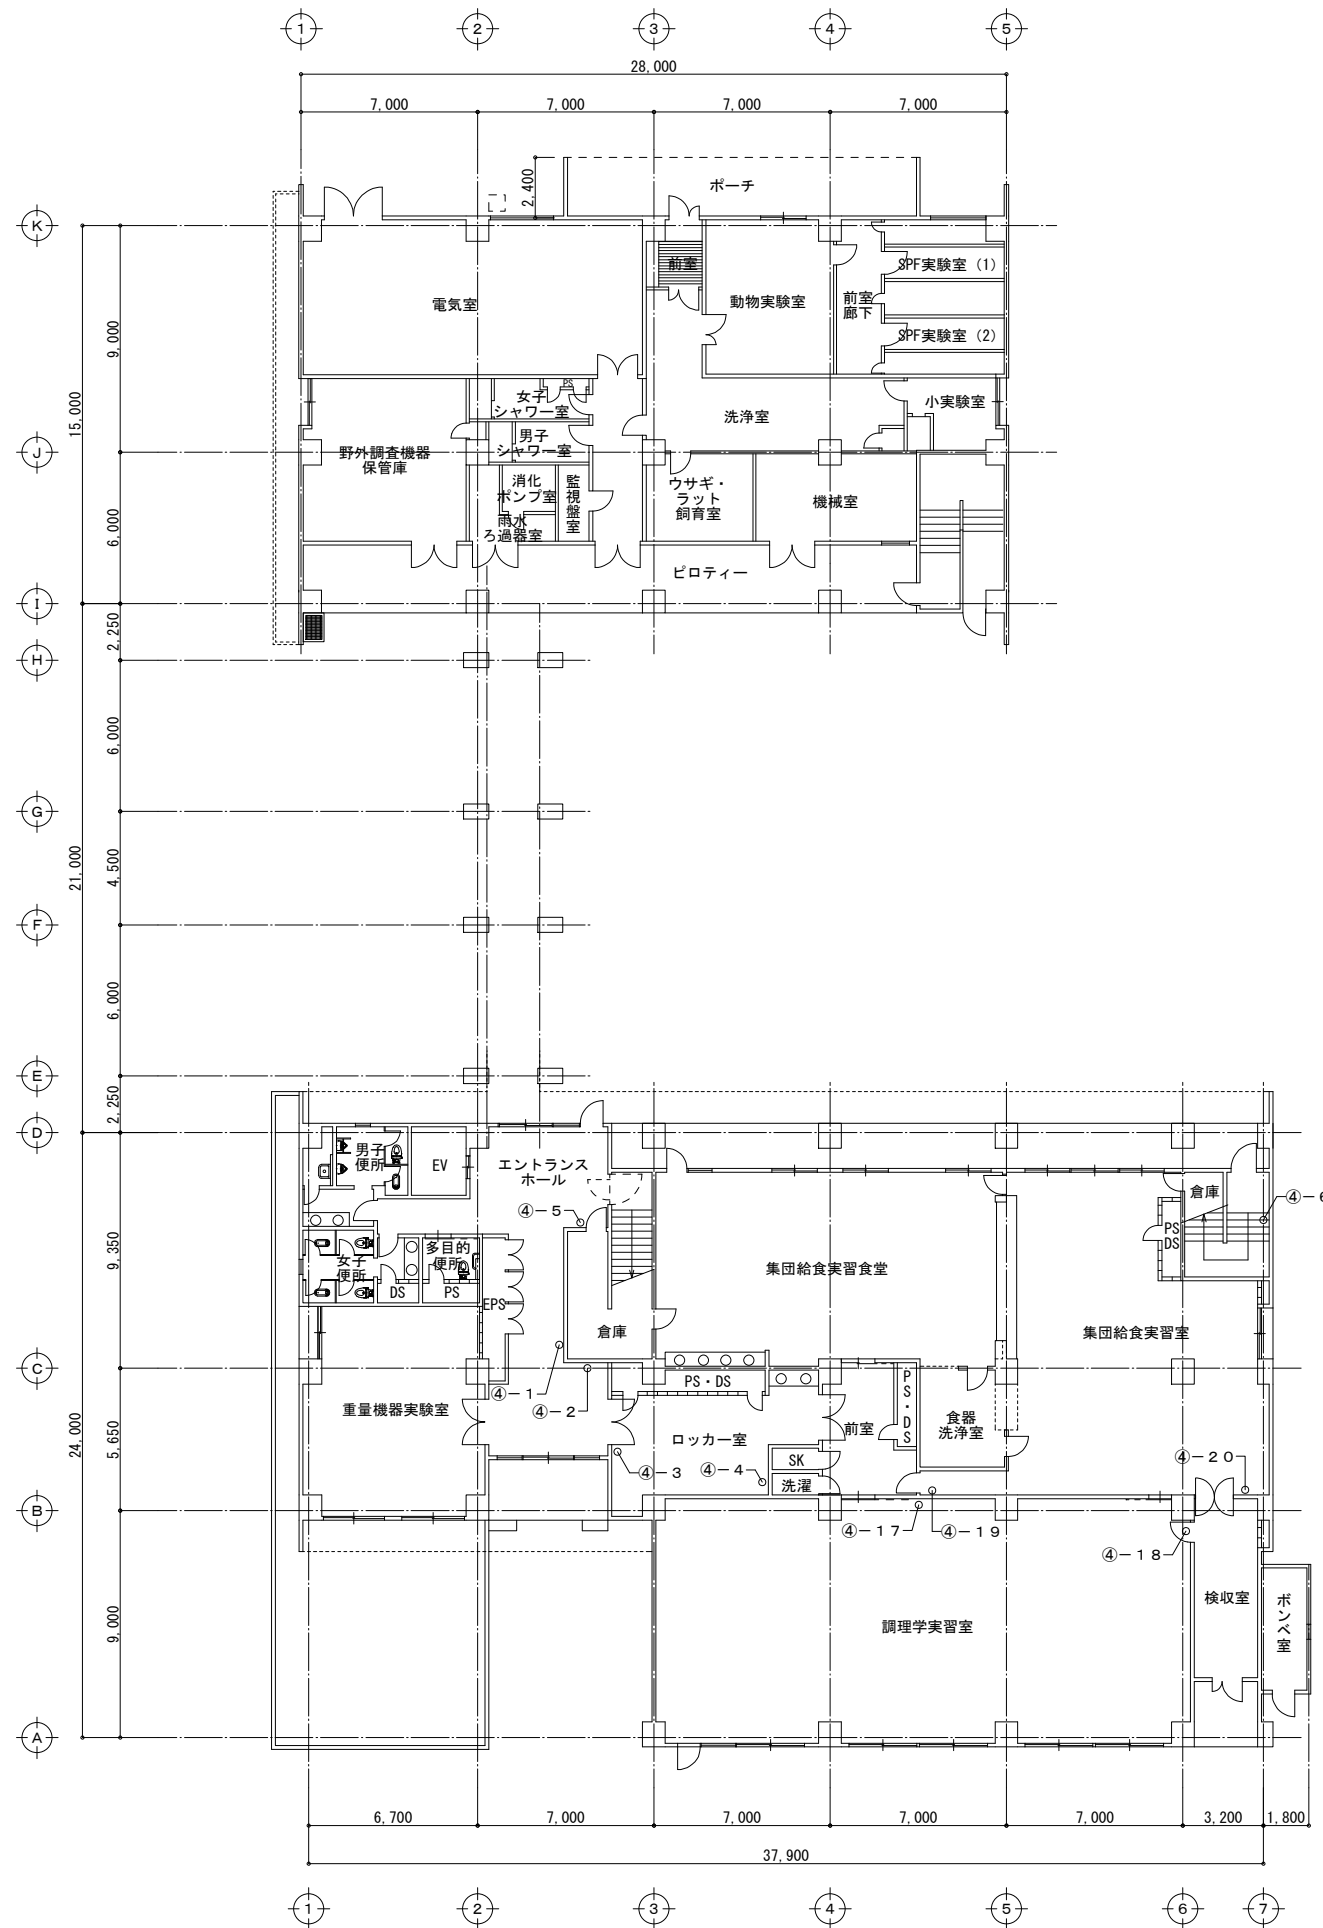 1 2 3 4 5
28,000
7,000 7,000 7,000 7,000
2,400
ポーチ
K
前室
SPF実験室（1）
電気室
動物実験室
前室
廊下
9,000
SPF実験室（2）
PS
女子
シャワー室
小実験室
15,000
洗浄室
男子
シャワー室
J
野外調査機器
保管庫
消化
ポンプ室
監視盤室
ウサギ・
ラット
飼育室
機械室
6,000
雨水
ろ過器室
ピロティー
I
2,250
H
6,000
G
21,000
4,500
F
6,000
E
2,250
D
男子
便所
EV
エントランス
ホール
倉庫
④－6
④－5
PS
DS
9,350
女子
便所
多目的
便所
集団給食実習食堂
DS
PS
EPS
倉庫
集団給食実習室
C
PS・DS
PS・DS
④－1
④－2
重量機器実験室
食器
洗浄室
前室
ロッカー室
24,000
5,650
④－3
④－4
SK
④－20
洗濯
B
④－17
④－19
④－18
検収室
ボンベ室
9,000
調理学実習室
A
6,700 7,000 7,000 7,000 7,000 3,200 1,800
37,900
1 2 3 4 5 6 7